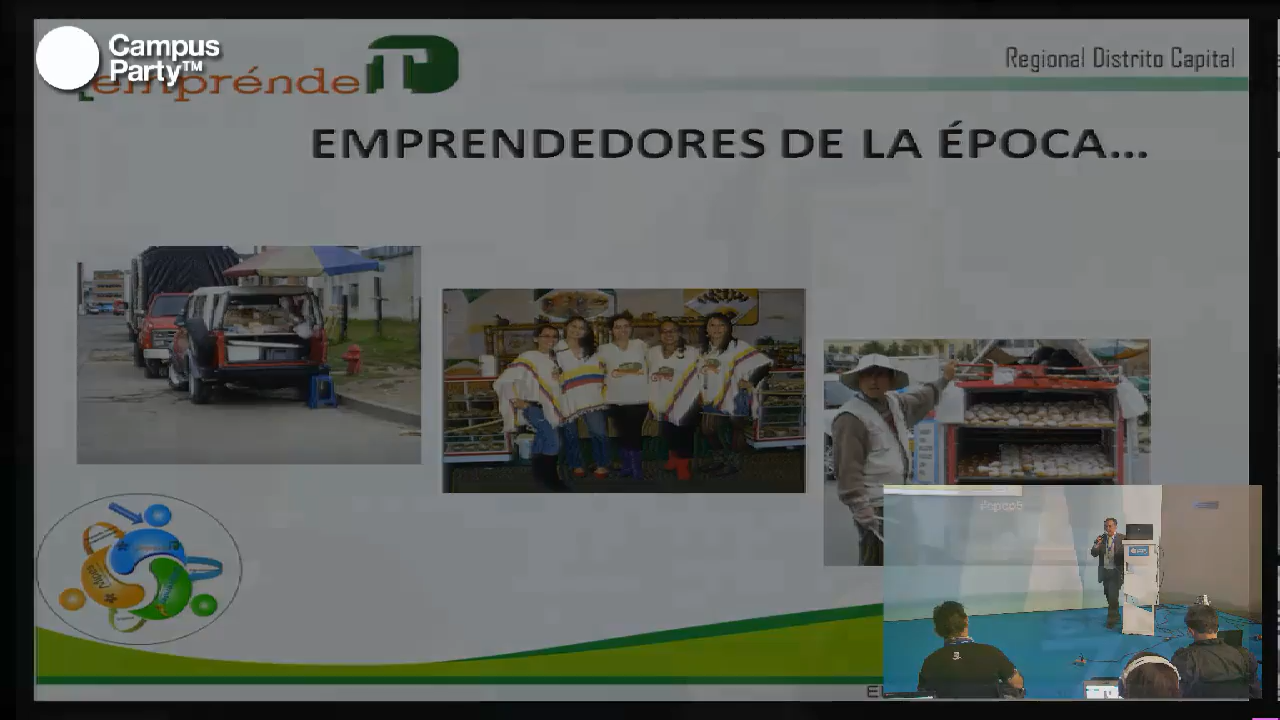 Campus
Party™
emprénde
Regional Distrito Capital
EMPRENDEDORES DE LA ÉPOCA...